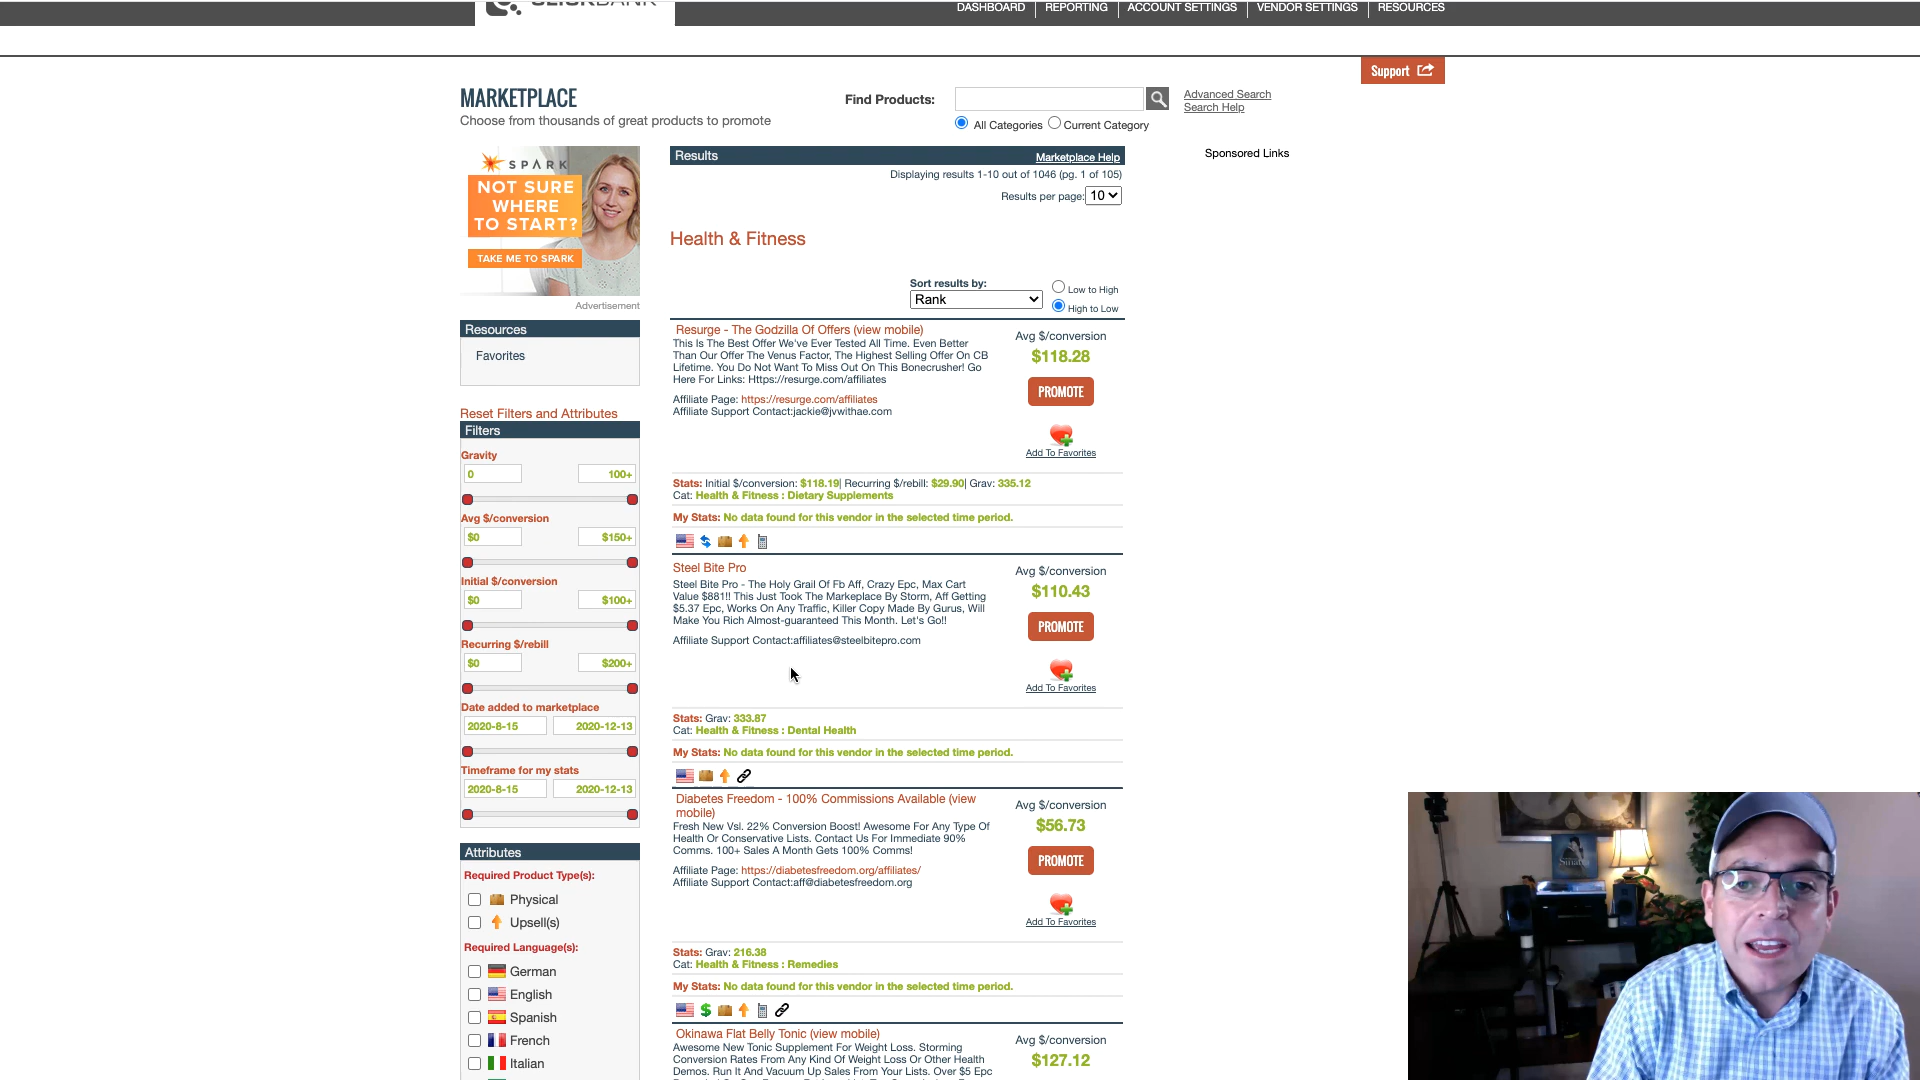 CLICKBANK
DASHBOARD
REPORTING
ACCOUNT SETTINGS
VENDOR SETTINGS
RESOURCES
Support
MARKETPLACE
Choose from thousands of great products to promote
Find Products:
Advanced Search
Search Help
All Categories
Current Category
SPARK
NOT SURE
WHERE
TO START?
TAKE ME TO SPARK
Advertisement
Resources
Favorites
Reset Filters and Attributes
Filters
Gravity
0
100+
Avg $/conversion
$0
$150+
Initial $/conversion
$0
$100+
Recurring $/rebill
$0
$200+
Date added to marketplace
2020-8-15
2020-12-13
Timeframe for my stats
2020-8-15
2020-12-13
Attributes
Required Product Type(s):
Physical
Upsell(s)
Required Language(s):
German
English
Spanish
French
Italian
Results
Marketplace Help
Displaying results 1-10 out of 1046 (pg. 1 of 105)
Results per page: 10
Health & Fitness
Sort results by:
Rank
Low to High
High to Low
Resurge - The Godzilla Of Offers (view mobile)
This Is The Best Offer We've Ever Tested All Time. Even Better
Than Our Offer The Venus Factor, The Highest Selling Offer On CB
Lifetime. You Do Not Want To Miss Out On This Bonecrusher! Go
Here For Links: Https://resurge.com/affiliates
Affiliate Page: https://resurge.com/affiliates
Affiliate Support Contact:jackie@jvwithae.com
Avg $/conversion
$118.28
PROMOTE
Add To Favorites
Stats: Initial $/conversion: $118.19| Recurring $/rebill: $29.90| Grav: 335.12
Cat: Health & Fitness : Dietary Supplements
My Stats: No data found for this vendor in the selected time period.
Steel Bite Pro
Steel Bite Pro - The Holy Grail Of Fb Aff, Crazy Epc, Max Cart
Value $881!! This Just Took The Markeplace By Storm, Aff Getting
$5.37 Epc, Works On Any Traffic, Killer Copy Made By Gurus, Will
Make You Rich Almost-guaranteed This Month. Let's Go!!
Affiliate Support Contact:affiliates@steelbitepro.com
Avg $/conversion
$110.43
PROMOTE
Add To Favorites
Stats: Grav: 333.87
Cat: Health & Fitness : Dental Health
My Stats: No data found for this vendor in the selected time period.
Diabetes Freedom - 100% Commissions Available (view
mobile)
Fresh New Vsl. 22% Conversion Boost! Awesome For Any Type Of
Health Or Conservative Lists. Contact Us For Immediate 90%
Comms. 100+ Sales A Month Gets 100% Comms!
Affiliate Page: https://diabetesfreedom.org/affiliates/
Affiliate Support Contact:aff@diabetesfreedom.org
Avg $/conversion
$56.73
PROMOTE
Add To Favorites
Stats: Grav: 216.38
Cat: Health & Fitness : Remedies
My Stats: No data found for this vendor in the selected time period.
Okinawa Flat Belly Tonic (view mobile)
Awesome New Tonic Supplement For Weight Loss. Storming
Conversion Rates From Any Kind Of Weight Loss Or Other Health
Demos. Run It And Vacuum Up Sales From Your Lists. Over $5 Epc
Avg $/conversion
$127.12
Sponsored Links